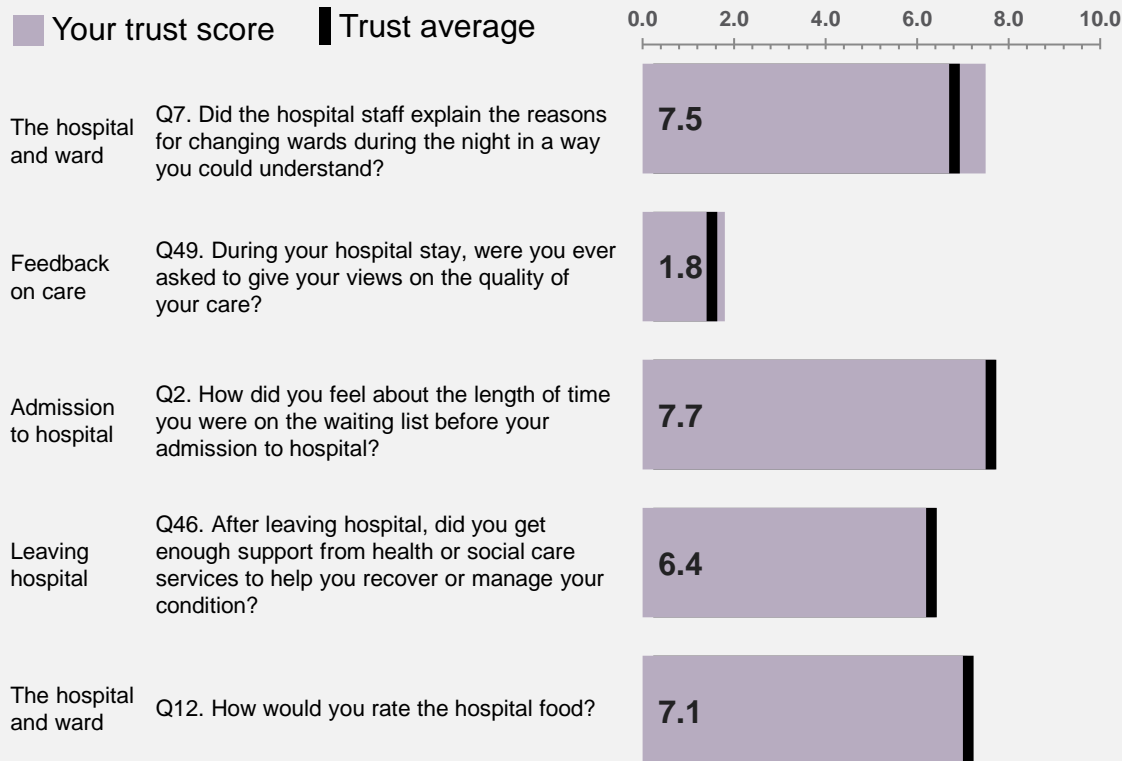 Your trust score
Trust average
0.0 2.0 4.0 6.0 8.0 10.0
The hospital
and ward
Q7. Did the hospital staff explain the reasons
for changing wards during the night in a way
you could understand?
7.5
Feedback
on care
Q49. During your hospital stay, were you ever
asked to give your views on the quality of
your care?
1.8
Admission
to hospital
Q2. How did you feel about the length of time
you were on the waiting list before your
admission to hospital?
7.7
Leaving
hospital
Q46. After leaving hospital, did you get
enough support from health or social care
services to help you recover or manage your
condition?
6.4
The hospital
and ward
Q12. How would you rate the hospital food?
7.1